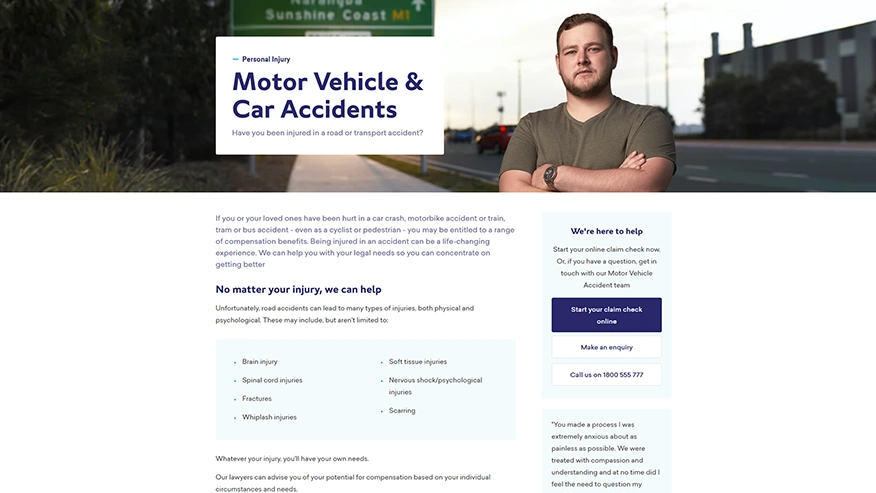 Narangba
Sunshine Coast M1
Personal Injury
Motor Vehicle &
Car Accidents
Have you been injured in a road or transport accident?
If you or your loved ones have been hurt in a car crash, motorbike accident or train,
tram or bus accident - even as a cyclist or pedestrian - you may be entitled to a range
of compensation benefits. Being injured in an accident can be a life-changing
experience. We can help you with your legal needs so you can concentrate on
getting better
No matter your injury, we can help
Unfortunately, road accidents can lead to many types of injuries, both physical and
psychological. These may include, but aren't limited to:
Brain injury
Spinal cord injuries
Fractures
Whiplash injuries
Soft tissue injuries
Nervous shock/psychological
injuries
Scarring
Whatever your injury, you'll have your own needs.
Our lawyers can advise you of your potential for compensation based on your individual
circumstances and needs.
We're here to help
Start your online claim check now.
Or, if you have a question, get in
touch with our Motor Vehicle
Accident team
Start your claim check
online
Make an enquiry
Call us on 1800 555 777
"You made a process I was
extremely anxious about as
painless as possible. We were
treated with compassion and
understanding and at no time did I
feel the need to question my